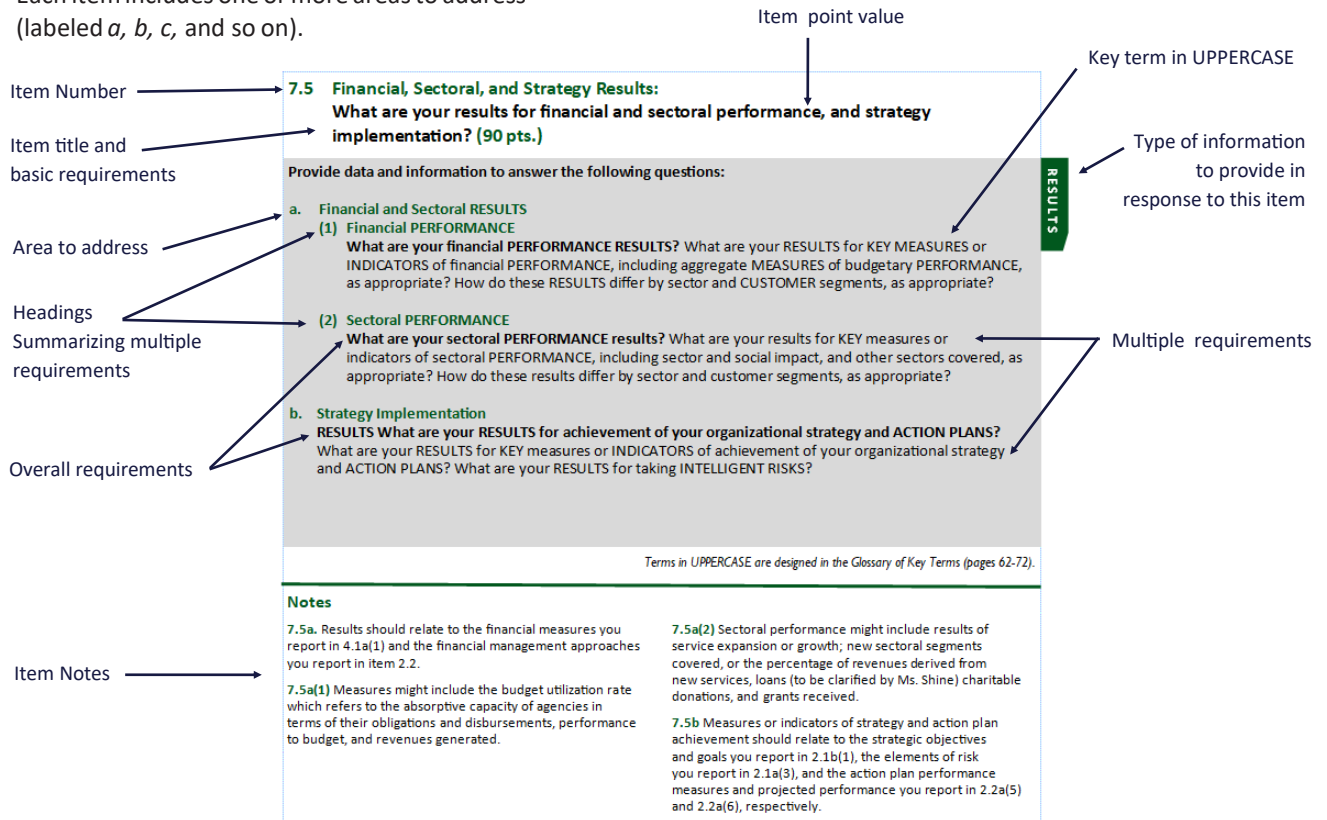 Each item includes one or more areas to address
(labeled a, b, c, and so on).
Item point value
Key term in UPPERCASE
Item Number
7.5 Financial, Sectoral, and Strategy Results:
What are your results for financial and sectoral performance, and strategy
implementation? (90 pts.)
Item title and
basic requirements
Type of information
to provide in
response to this item
RESULTS
Provide data and information to answer the following questions:
Area to address
a. Financial and Sectoral RESULTS
(1) Financial PERFORMANCE
What are your financial PERFORMANCE RESULTS? What are your RESULTS for KEY MEASURES or
INDICATORS of financial PERFORMANCE, including aggregate MEASURES of budgetary PERFORMANCE,
as appropriate? How do these RESULTS differ by sector and CUSTOMER segments, as appropriate?
Headings
Summarizing multiple
requirements
(2) Sectoral PERFORMANCE
What are your sectoral PERFORMANCE results? What are your results for KEY measures or
indicators of sectoral PERFORMANCE, including sector and social impact, and other sectors covered, as
appropriate? How do these results differ by sector and customer segments, as appropriate?
Multiple requirements
b. Strategy Implementation
RESULTS What are your RESULTS for achievement of your organizational strategy and ACTION PLANS?
What are your RESULTS for KEY measures or INDICATORS of achievement of your organizational strategy
and ACTION PLANS? What are your RESULTS for taking INTELLIGENT RISKS?
Overall requirements
Terms in UPPERCASE are designed in the Glossary of Key Terms (pages 62-72).
Notes
Item Notes
7.5a. Results should relate to the financial measures you
report in 4.1a(1) and the financial management approaches
you report in item 2.2.
7.5a(1) Measures might include the budget utilization rate
which refers to the absorptive capacity of agencies in
terms of their obligations and disbursements, performance
to budget, and revenues generated.
7.5a(2) Sectoral performance might include results of
service expansion or growth; new sectoral segments
covered, or the percentage of revenues derived from
new services, loans (to be clarified by Ms. Shine) charitable
donations, and grants received.
7.5b Measures or indicators of strategy and action plan
achievement should relate to the strategic objectives
and goals you report in 2.1b(1), the elements of risk
you report in 2.1a(3), and the action plan performance
measures and projected performance you report in 2.2a(5)
and 2.2a(6), respectively.